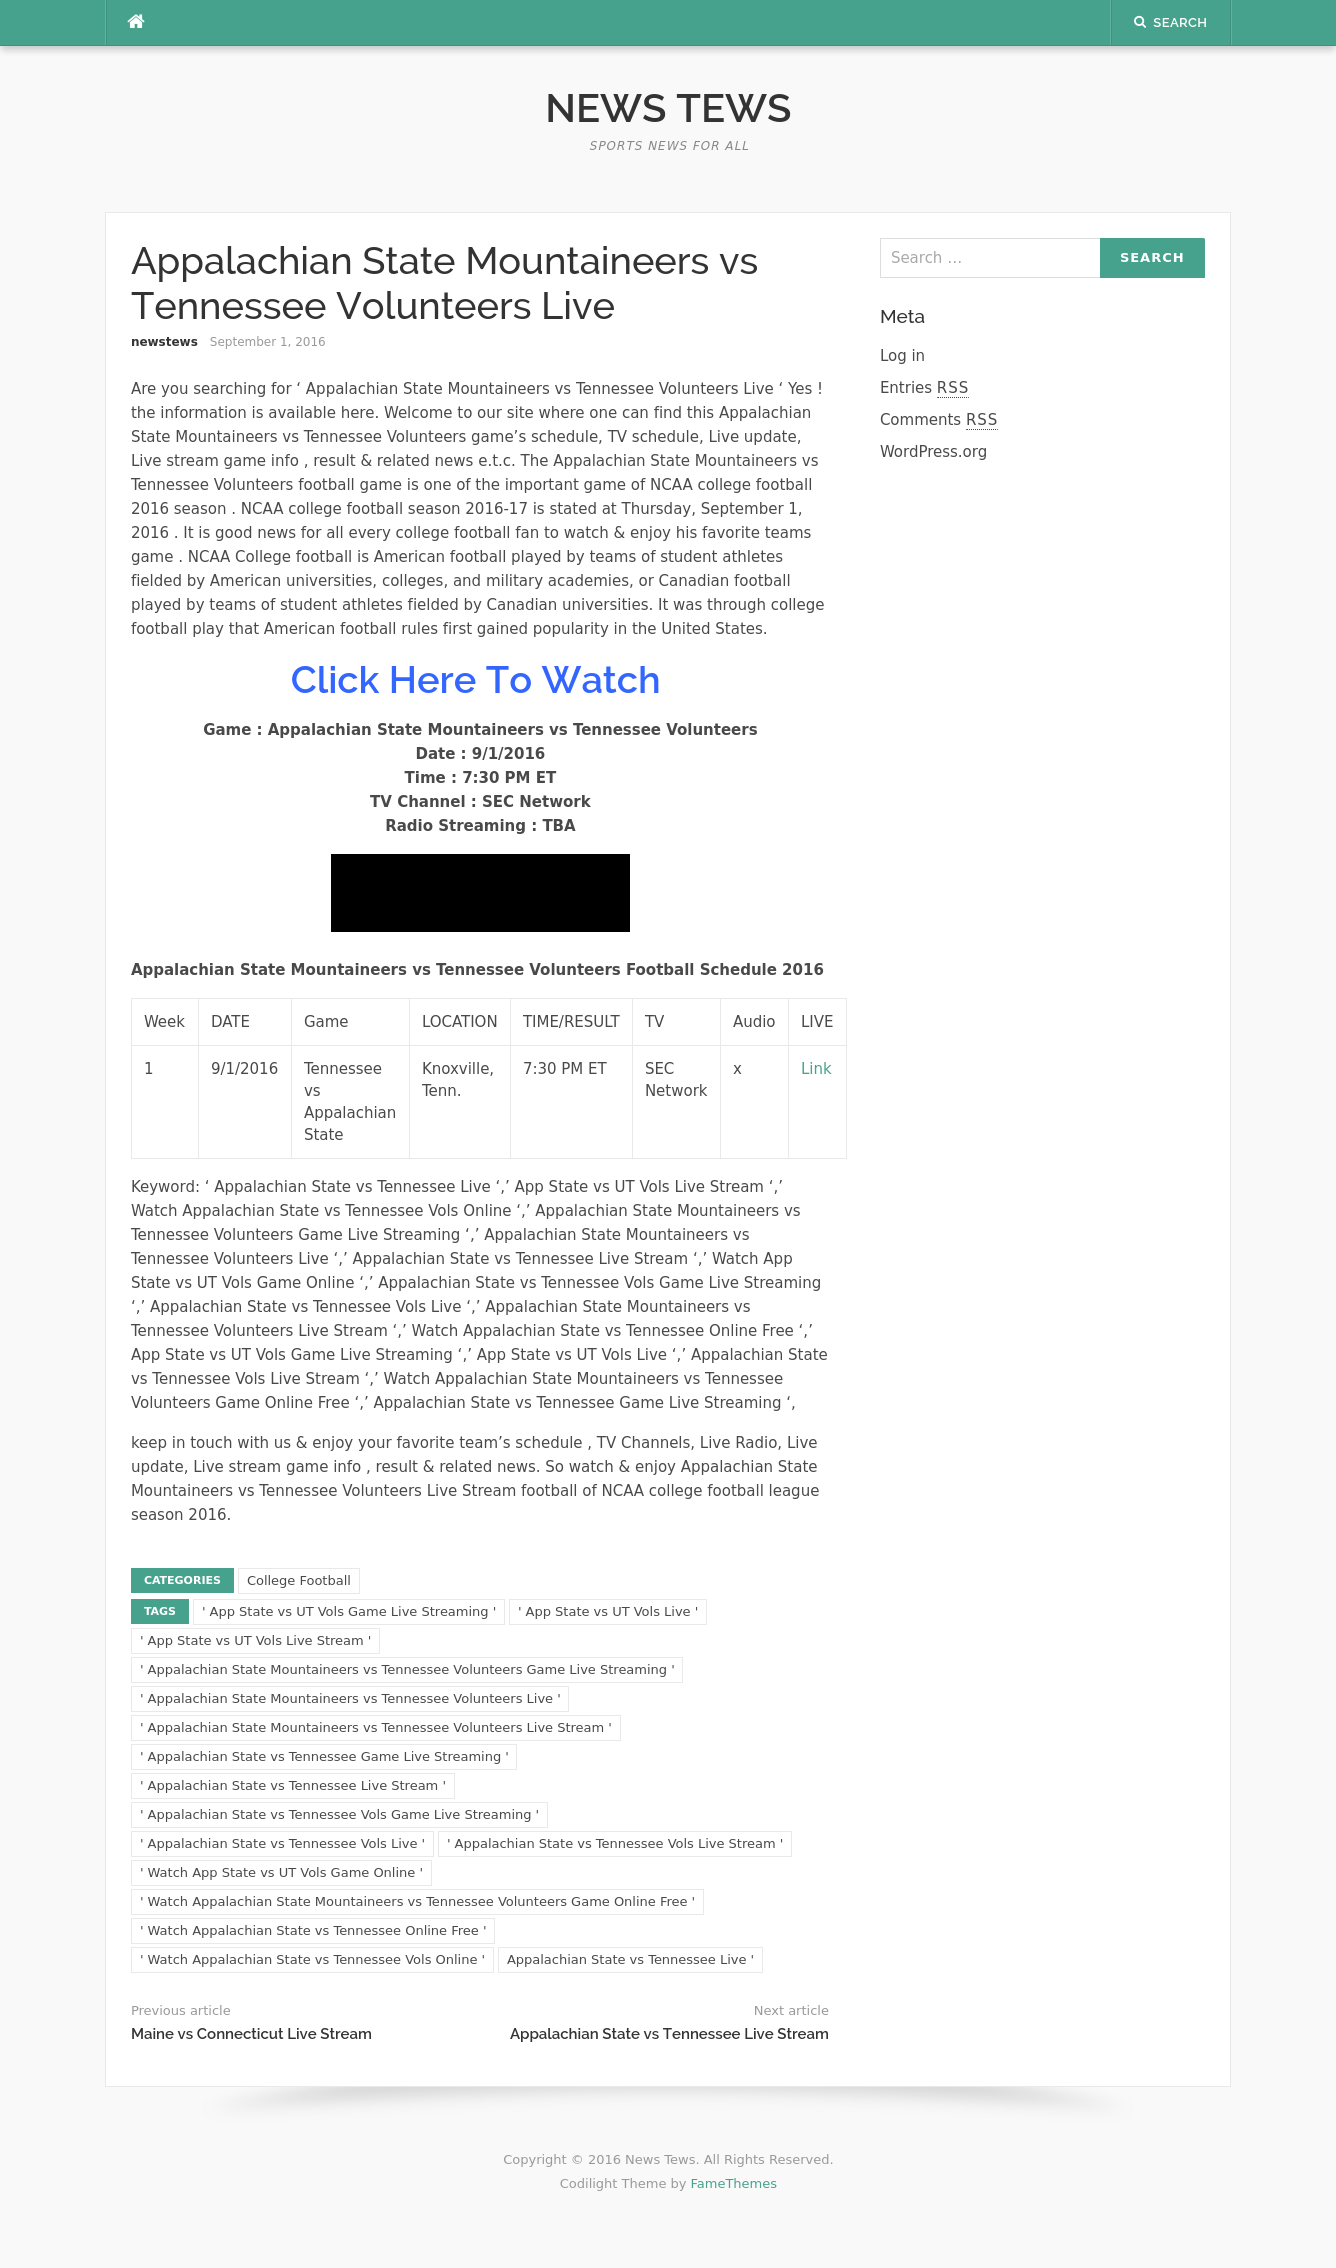 SEARCH
NEWS TEWS
SPORTS NEWS FOR ALL
Appalachian State Mountaineers vs
Tennessee Volunteers Live
newstews September 1, 2016
Are you searching for ‘ Appalachian State Mountaineers vs Tennessee Volunteers Live ‘ Yes !
the information is available here. Welcome to our site where one can find this Appalachian
State Mountaineers vs Tennessee Volunteers game’s schedule, TV schedule, Live update,
Live stream game info , result & related news e.t.c. The Appalachian State Mountaineers vs
Tennessee Volunteers football game is one of the important game of NCAA college football
2016 season . NCAA college football season 2016-17 is stated at Thursday, September 1,
2016 . It is good news for all every college football fan to watch & enjoy his favorite teams
game . NCAA College football is American football played by teams of student athletes
fielded by American universities, colleges, and military academies, or Canadian football
played by teams of student athletes fielded by Canadian universities. It was through college
football play that American football rules first gained popularity in the United States.
Click Here To Watch
Game : Appalachian State Mountaineers vs Tennessee Volunteers
Date : 9/1/2016
Time : 7:30 PM ET
TV Channel : SEC Network
Radio Streaming : TBA
Appalachian State Mountaineers vs Tennessee Volunteers Football Schedule 2016
Week DATE Game LOCATION TIME/RESULT TV Audio LIVE
1 9/1/2016 Tennessee Knoxville, 7:30 PM ET SEC x Link
vs Tenn. Network
Appalachian
State
Keyword: ‘ Appalachian State vs Tennessee Live ‘,’ App State vs UT Vols Live Stream ‘,’
Watch Appalachian State vs Tennessee Vols Online ‘,’ Appalachian State Mountaineers vs
Tennessee Volunteers Game Live Streaming ‘,’ Appalachian State Mountaineers vs
Tennessee Volunteers Live ‘,’ Appalachian State vs Tennessee Live Stream ‘,’ Watch App
State vs UT Vols Game Online ‘,’ Appalachian State vs Tennessee Vols Game Live Streaming
‘,’ Appalachian State vs Tennessee Vols Live ‘,’ Appalachian State Mountaineers vs
Tennessee Volunteers Live Stream ‘,’ Watch Appalachian State vs Tennessee Online Free ‘,’
App State vs UT Vols Game Live Streaming ‘,’ App State vs UT Vols Live ‘,’ Appalachian State
vs Tennessee Vols Live Stream ‘,’ Watch Appalachian State Mountaineers vs Tennessee
Volunteers Game Online Free ‘,’ Appalachian State vs Tennessee Game Live Streaming ‘,
keep in touch with us & enjoy your favorite team’s schedule , TV Channels, Live Radio, Live
update, Live stream game info , result & related news. So watch & enjoy Appalachian State
Mountaineers vs Tennessee Volunteers Live Stream football of NCAA college football league
season 2016.
CATEGORIES College Football
TAGS ' App State vs UT Vols Game Live Streaming ' ' App State vs UT Vols Live '
' App State vs UT Vols Live Stream '
' Appalachian State Mountaineers vs Tennessee Volunteers Game Live Streaming '
' Appalachian State Mountaineers vs Tennessee Volunteers Live '
' Appalachian State Mountaineers vs Tennessee Volunteers Live Stream '
' Appalachian State vs Tennessee Game Live Streaming '
' Appalachian State vs Tennessee Live Stream '
' Appalachian State vs Tennessee Vols Game Live Streaming '
' Appalachian State vs Tennessee Vols Live ' ' Appalachian State vs Tennessee Vols Live Stream '
' Watch App State vs UT Vols Game Online '
' Watch Appalachian State Mountaineers vs Tennessee Volunteers Game Online Free '
' Watch Appalachian State vs Tennessee Online Free '
' Watch Appalachian State vs Tennessee Vols Online ' Appalachian State vs Tennessee Live '
Previous article
Maine vs Connecticut Live Stream
Next article
Appalachian State vs Tennessee Live Stream
Search … SEARCH
Meta
Log in
Entries RSS
Comments RSS
WordPress.org
Copyright © 2016 News Tews. All Rights Reserved.
Codilight Theme by FameThemes